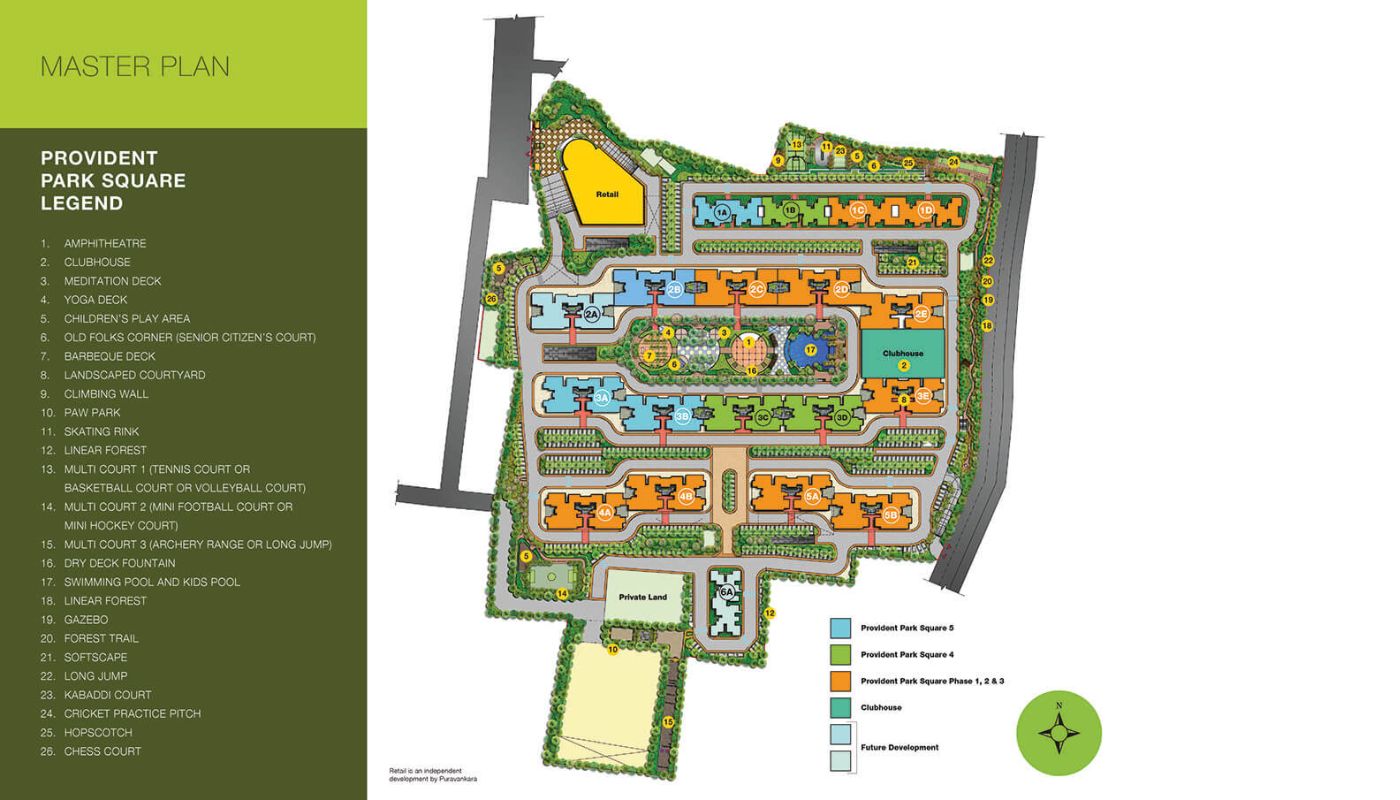 MASTER PLAN
PROVIDENT
PARK SQUARE
LEGEND
1. AMPHITHEATRE
2. CLUBHOUSE
3. MEDITATION DECK
4. YOGA DECK
5. CHILDREN'S PLAY AREA
6. OLD FOLKS CORNER (SENIOR CITIZEN'S COURT)
7. BARBEQUE DECK
8. LANDSCAPED COURTYARD
9. CLIMBING WALL
10. PAW PARK
11. SKATING RINK
12. LINEAR FOREST
13. MULTI COURT 1 (TENNIS COURT OR
BASKETBALL COURT OR VOLLEYBALL COURT)
14. MULTI COURT 2 (MINI FOOTBALL COURT OR
MINI HOCKEY COURT)
15. MULTI COURT 3 (ARCHERY RANGE OR LONG JUMP)
16. DRY DECK FOUNTAIN
17. SWIMMING POOL AND KIDS POOL
18. LINEAR FOREST
19. GAZEBO
20. FOREST TRAIL
21. SOFTSCAPE
22. LONG JUMP
23. KABADDI COURT
24. CRICKET PRACTICE PITCH
25. HOPSCOTCH
26. CHESS COURT
13 11 23 5
9 6 25 24
Retail
1A 1B 1C 1D
21 22
5
20
26 2B 2C 2D
19
2A 2E
18
4 3 1
7 17
Clubhouse
5 16 2
3A 3E
8
3B 3C 3D
4B 5A
4A 5B
5
14
Private Land
6A
12
10
15
Provident Park Square 5
Provident Park Square 4
Provident Park Square Phase 1, 2 & 3
Clubhouse
Future Development
N
Retail is an independent
development by Puravankara